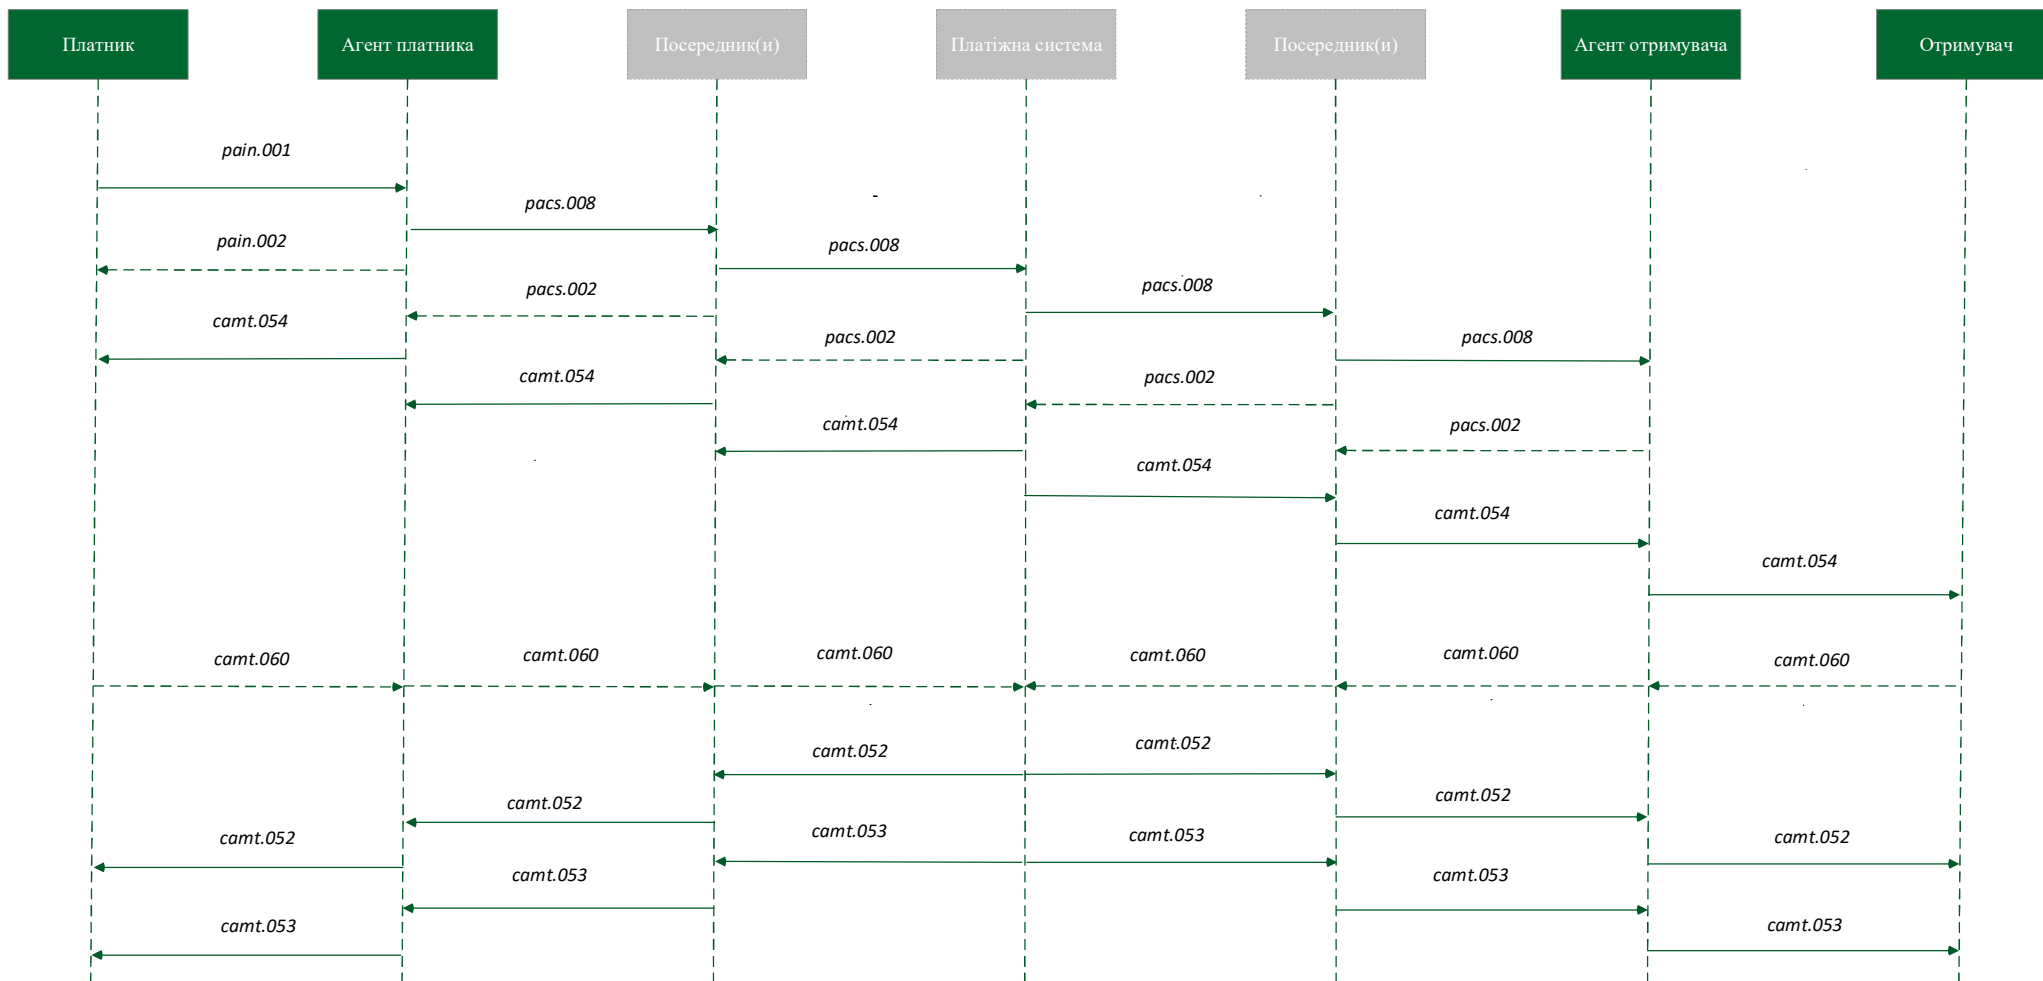 Платник
Агент платника
Посередник(и)
Платіжна система
Посередник(и)
Агент отримувача
Отримувач
pain.001
pacs.008
pain.002
pacs.008
pacs.008
pacs.002
camt.054
pacs.002
pacs.008
camt.054
pacs.002
camt.054
pacs.002
camt.054
camt.054
camt.054
camt.060
camt.060
camt.060
camt.060
camt.060
camt.060
camt.052
camt.052
camt.052
camt.052
camt.052
camt.053
camt.053
camt.052
camt.053
camt.053
camt.053
camt.053